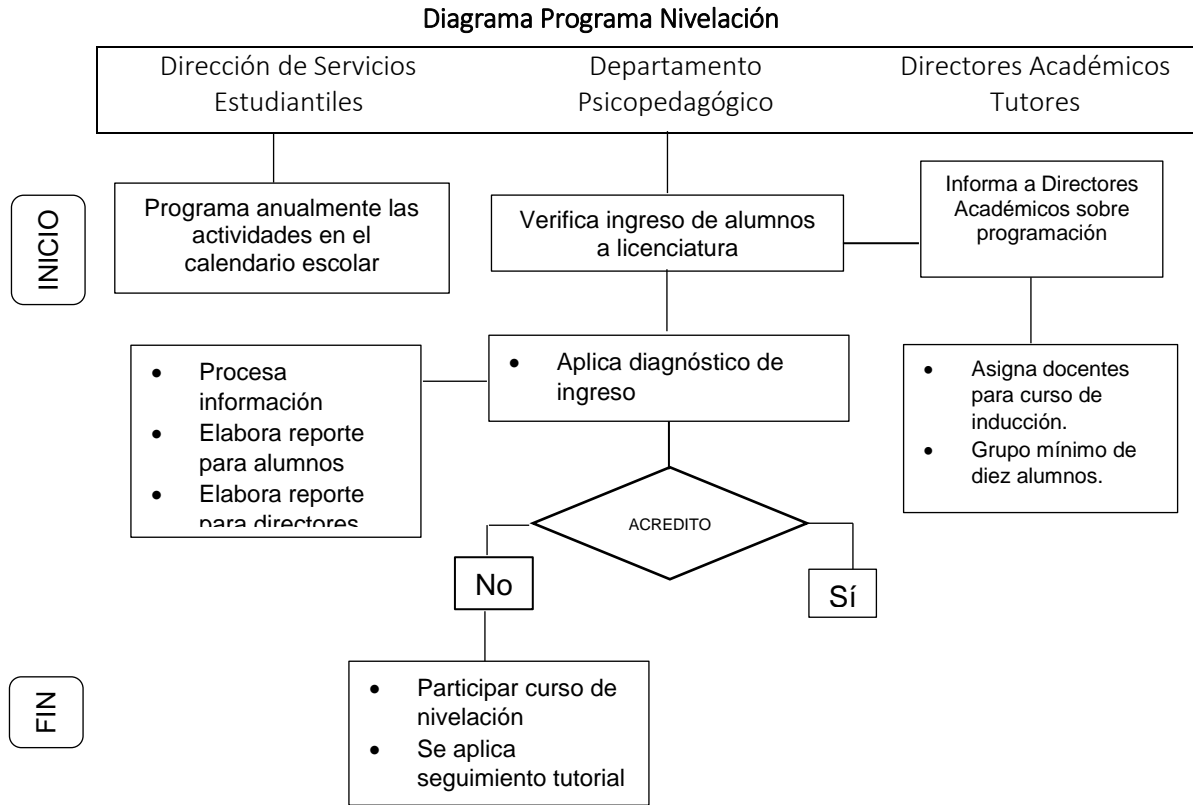 Diagrama Programa Nivelación
Dirección de Servicios
Estudiantiles
Departamento
Psicopedagógico
Directores Académicos
Tutores
INICIO
Programa anualmente las
actividades en el
calendario escolar
Verifica ingreso de alumnos
a licenciatura
Informa a Directores
Académicos sobre
programación
• Procesa
información
• Elabora reporte
para alumnos
• Elabora reporte
para directores
• Aplica diagnóstico de
ingreso
• Asigna docentes
para curso de
inducción.
• Grupo mínimo de
diez alumnos.
ACREDITO
No
Sí
FIN
• Participar curso de
nivelación
• Se aplica
seguimiento tutorial